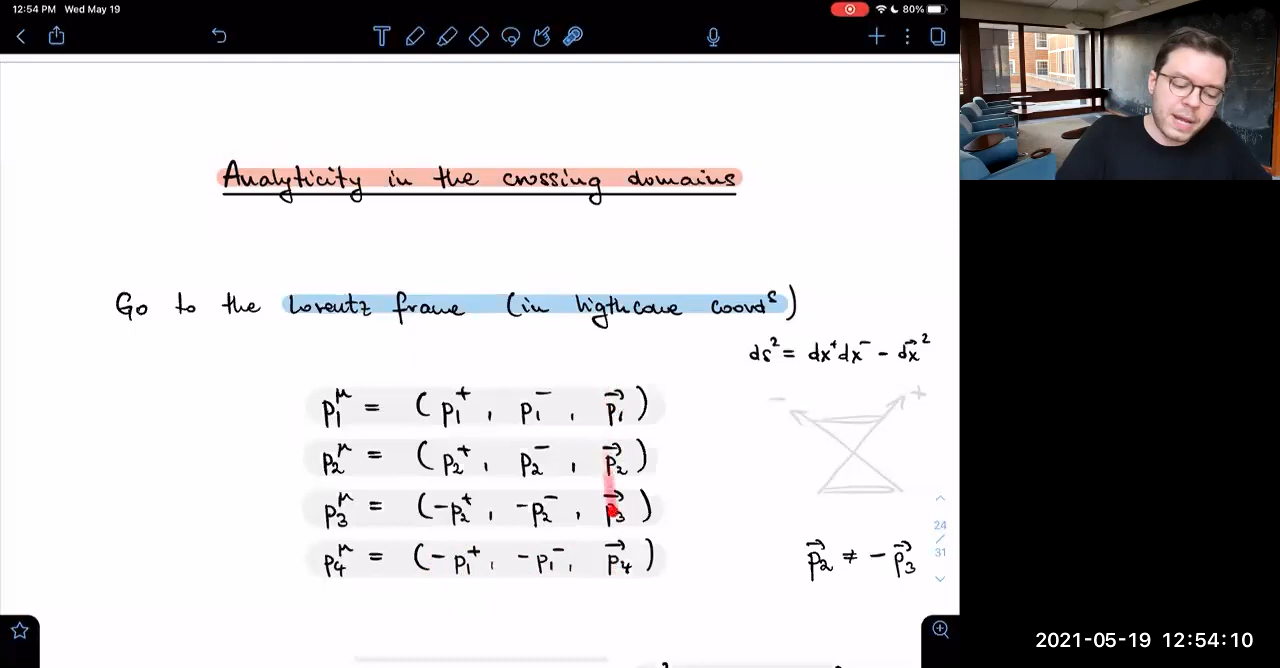 12:54 PM Wed May 19
80%
T
Analyticity in the crossing domains
Go to the Lorentz frame (in ligthcone coordˢ)
ds² = dx⁺dx⁻ - dx⃗²
- +
p₁^μ = (p₁⁺, p₁⁻, p⃗₁)
p₂^μ = (p₂⁺, p₂⁻, p⃗₂)
p₃^μ = (-p₂⁺, -p₂⁻, p⃗₃)
p₄^μ = (-p₁⁺, -p₁⁻, p⃗₄)
p⃗₂ ≠ -p⃗₃
24
/
31
2021-05-19 12:54:10